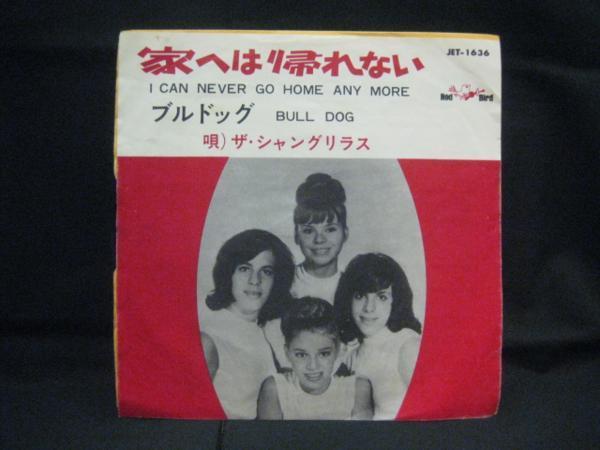 家へは帰れない
JET-1636
I CAN NEVER GO HOME ANY MORE
Red Bird
ブルドッグ BULL DOG
唄)ザ・シャングリラス